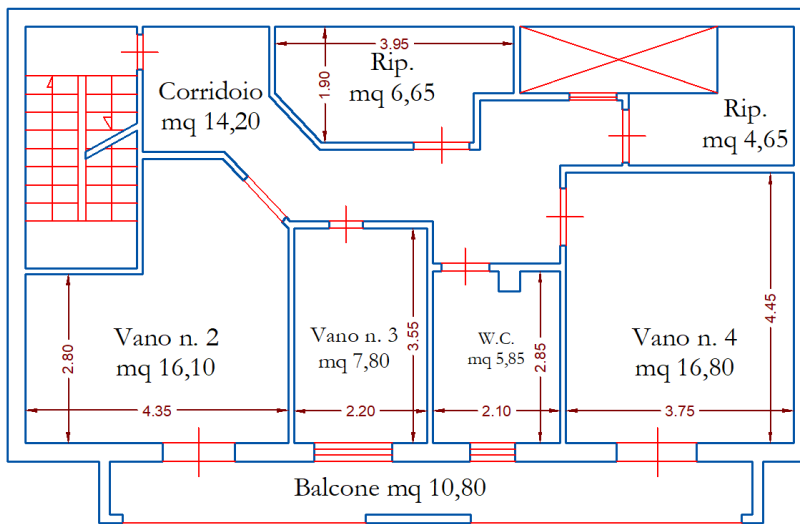 3.95
Rip.
mq 6,65
1.90
Corridoio
mq 14,20
Rip.
mq 4,65
Vano n. 2
mq 16,10
2.80
4.35
Vano n. 3
mq 7,80
3.55
2.20
W.C.
mq 5,85
2.85
2.10
Vano n. 4
mq 16,80
4.45
3.75
Balcone mq 10,80